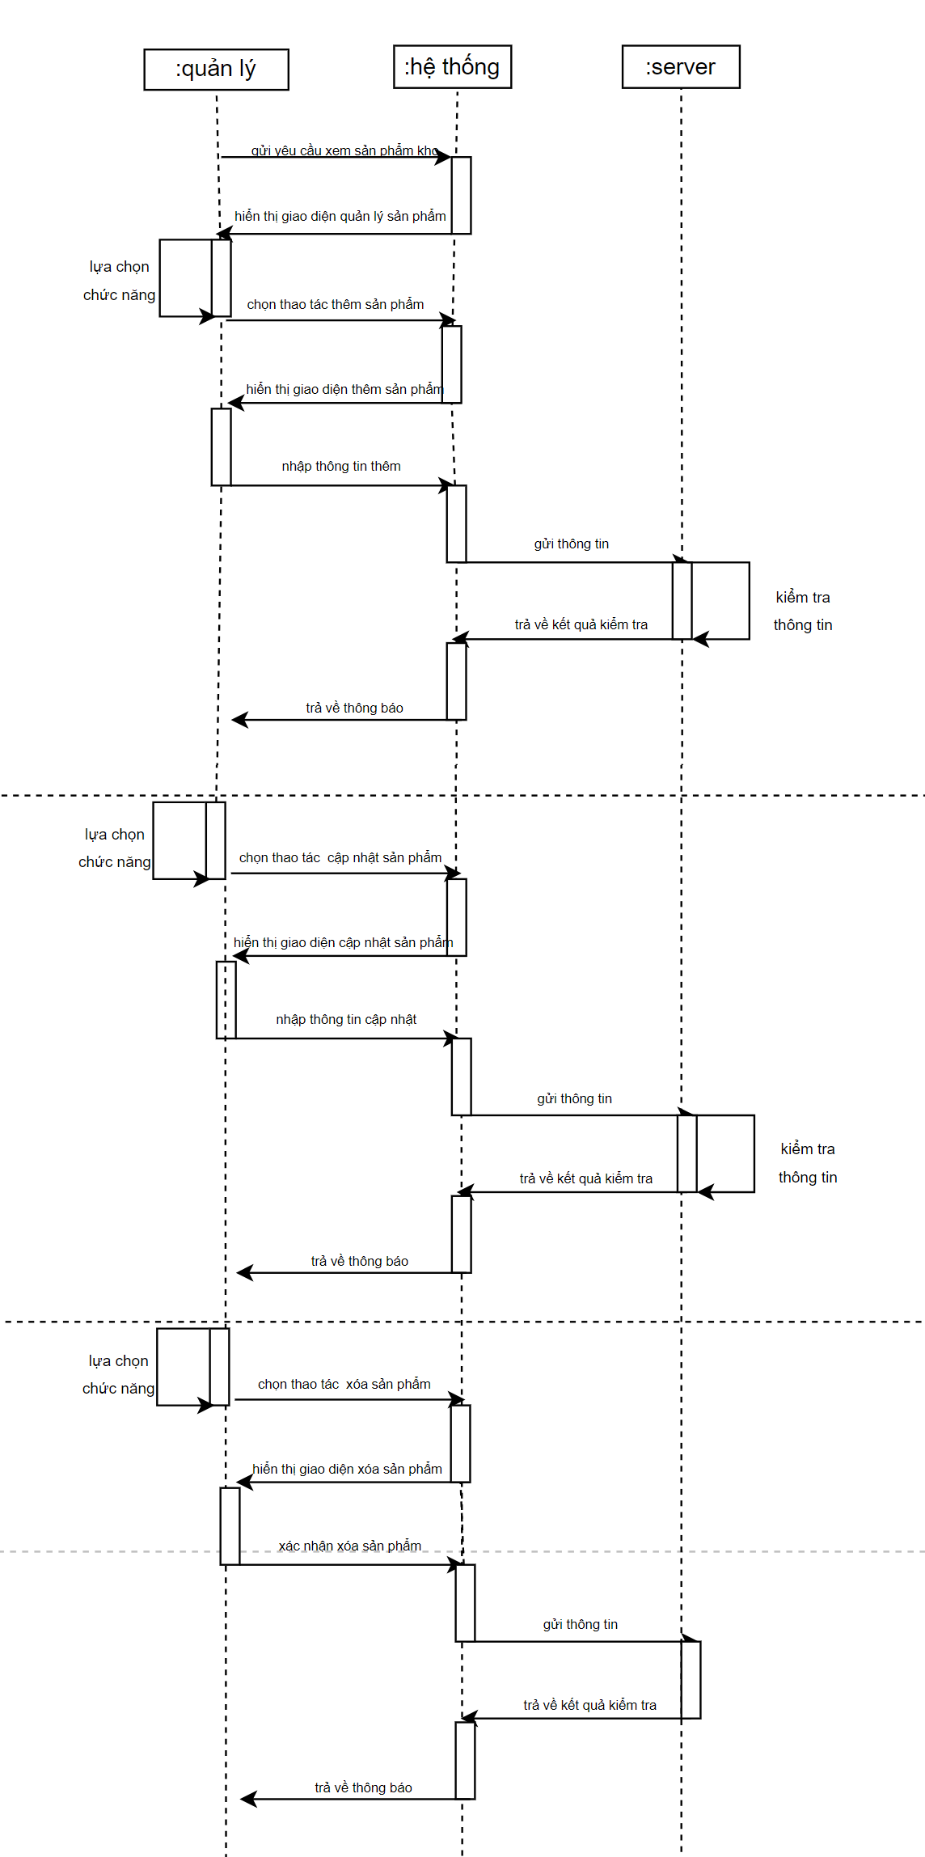 :quản lý
:hệ thống
:server
gửi yêu cầu xem sản phẩm kho
hiển thị giao diện quản lý sản phẩm
lựa chọn
chức năng
chọn thao tác thêm sản phẩm
hiển thị giao diện thêm sản phẩm
nhập thông tin thêm
gửi thông tin
kiểm tra
thông tin
trả về kết quả kiểm tra
trả về thông báo
lựa chọn
chức năng
chọn thao tác  cập nhật sản phẩm
hiển thị giao diện cập nhật sản phẩm
nhập thông tin cập nhật
gửi thông tin
kiểm tra
thông tin
trả về kết quả kiểm tra
trả về thông báo
lựa chọn
chức năng
chọn thao tác  xóa sản phẩm
hiển thị giao diện xóa sản phẩm
xác nhận xóa sản phẩm
gửi thông tin
trả về kết quả kiểm tra
trả về thông báo